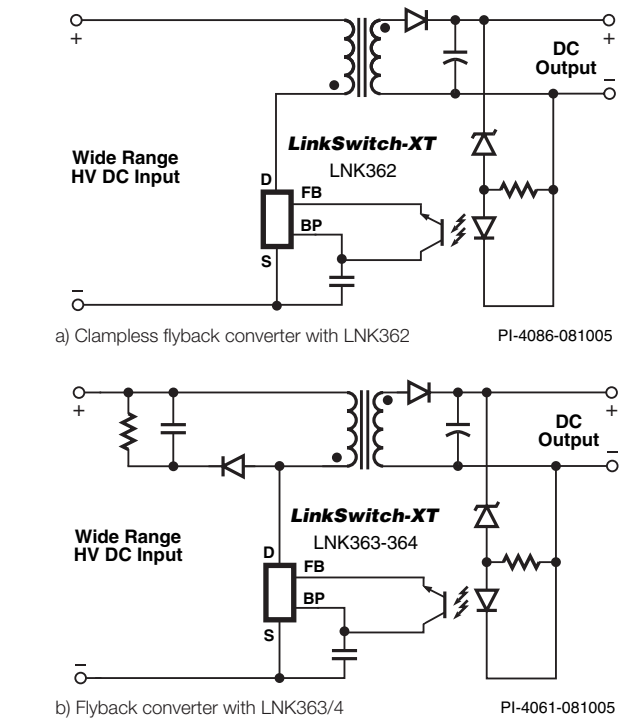 +
+
DC
Output
−
LinkSwitch-XT
LNK362
Wide Range
HV DC Input
D
FB
BP
S
−
a) Clampless flyback converter with LNK362
PI-4086-081005
+
+
DC
Output
−
LinkSwitch-XT
LNK363-364
Wide Range
HV DC Input
D
FB
BP
S
−
b) Flyback converter with LNK363/4
PI-4061-081005